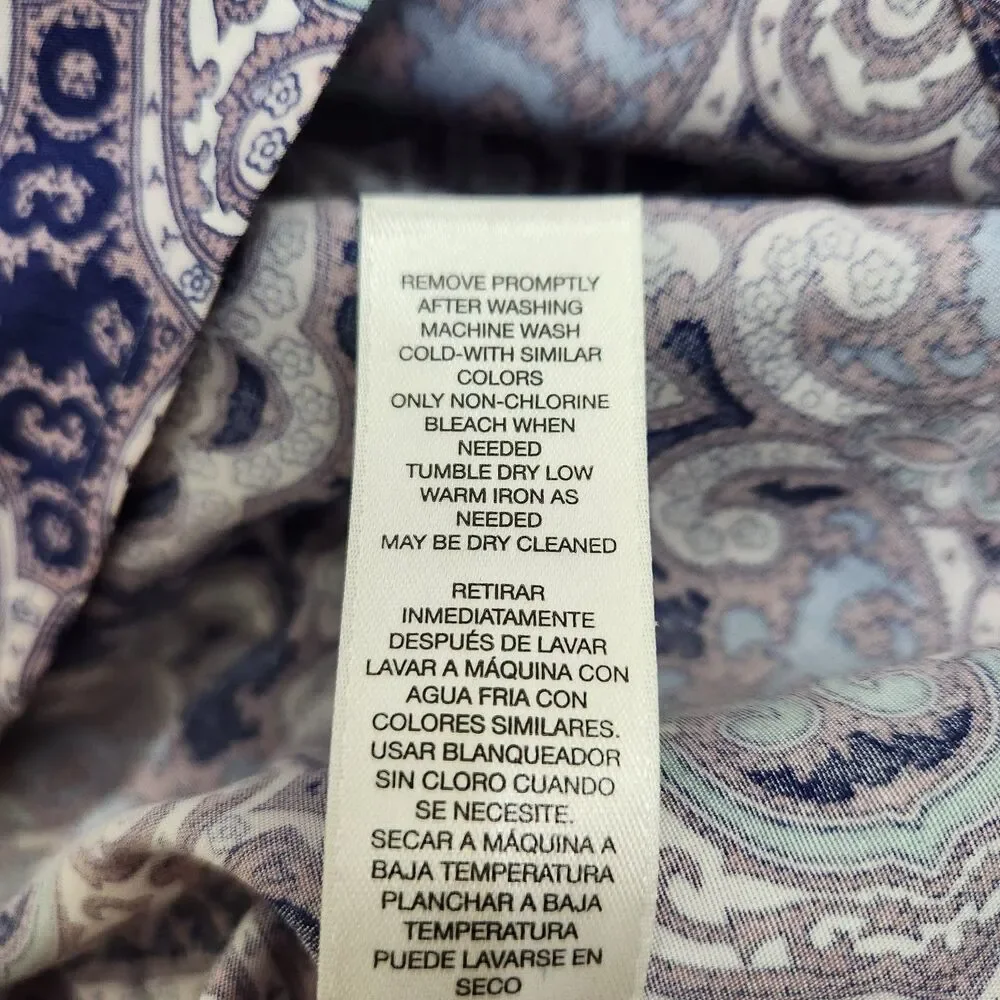 REMOVE PROMPTLY
AFTER WASHING
MACHINE WASH
COLD-WITH SIMILAR
COLORS
ONLY NON-CHLORINE
BLEACH WHEN
NEEDED
TUMBLE DRY LOW
WARM IRON AS
NEEDED
MAY BE DRY CLEANED
RETIRAR
INMEDIATAMENTE
DESPUÉS DE LAVAR
LAVAR A MÁQUINA CON
AGUA FRIA CON
COLORES SIMILARES.
USAR BLANQUEADOR
SIN CLORO CUANDO
SE NECESITE.
SECAR A MÁQUINA A
BAJA TEMPERATURA
PLANCHAR A BAJA
TEMPERATURA
PUEDE LAVARSE EN
SECO